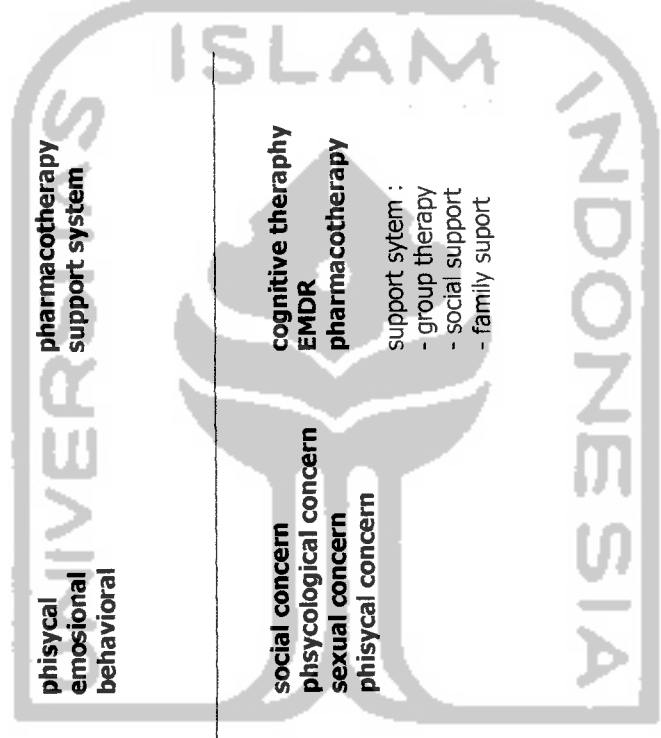 phisycal
emosional
behavioral
pharmacotherapy
support system
social concern
phsycological concern
sexual concern
phisycal concern
cognitive theraphy
EMDR
pharmacotherapy
support sytem :
- group therapy
- social support
- family suport
UNIVERSITAS
ISLAM
INDONESIA